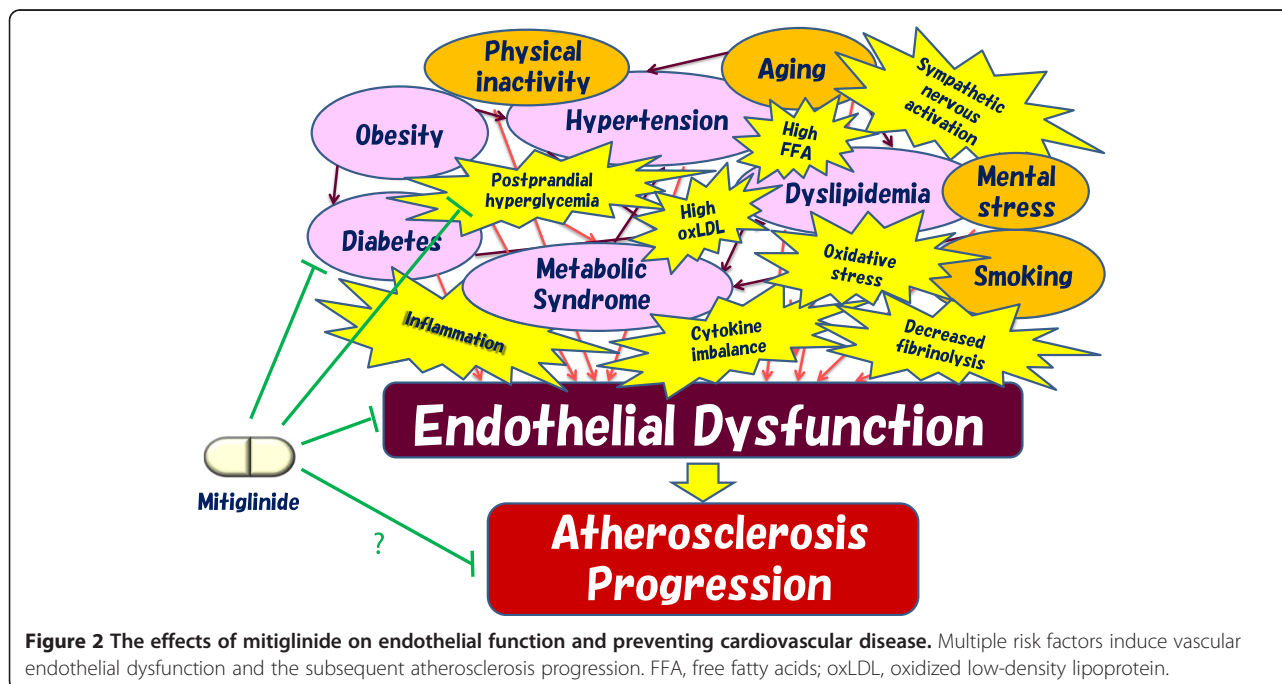 Physical
inactivity
Aging
Sympathetic
nervous
activation
Obesity
Hypertension
High
FFA
Postprandial
hyperglycemia
High
oxLDL
Dyslipidemia
Mental
stress
Diabetes
Metabolic
Syndrome
Oxidative
stress
Smoking
Inflammation
Cytokine
imbalance
Decreased
fibrinolysis
Endothelial Dysfunction
Mitiglinide
?
Atherosclerosis
Progression
Figure 2 The effects of mitiglinide on endothelial function and preventing cardiovascular disease. Multiple risk factors induce vascular
endothelial dysfunction and the subsequent atherosclerosis progression. FFA, free fatty acids; oxLDL, oxidized low-density lipoprotein.